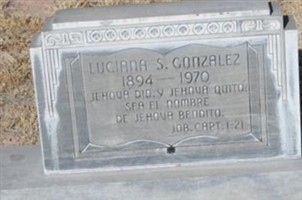 LUCIANA S. GONZALEZ
1894 — 1970
JEHOVA DIO, Y JEHOVA QUITO:
SEA EL NOMBRE
DE JEHOVA BENDITO.
JOB. CAPT. 1-21